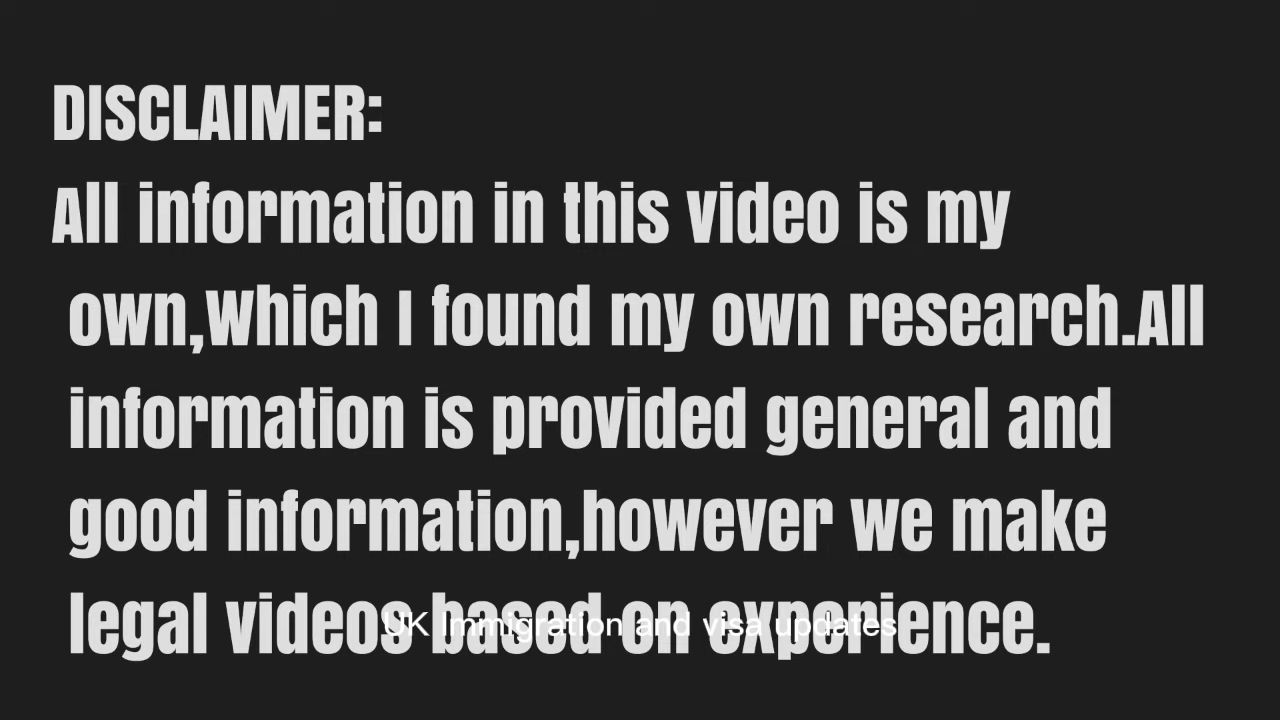 DISCLAIMER:
All information in this video is my
own,Which I found my own research.All
information is provided general and
good information,however we make
legal videos based on experience.
UK Immigration and visa updates